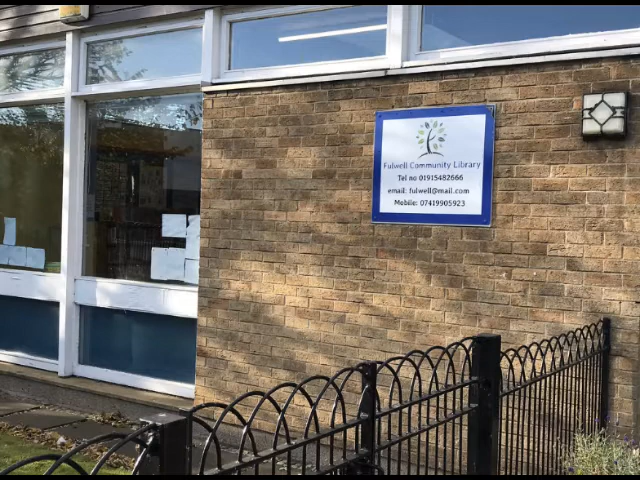 Fulwell Community Library
Tel no 01915482666
email: fulwell@mail.com
Mobile: 07419905923